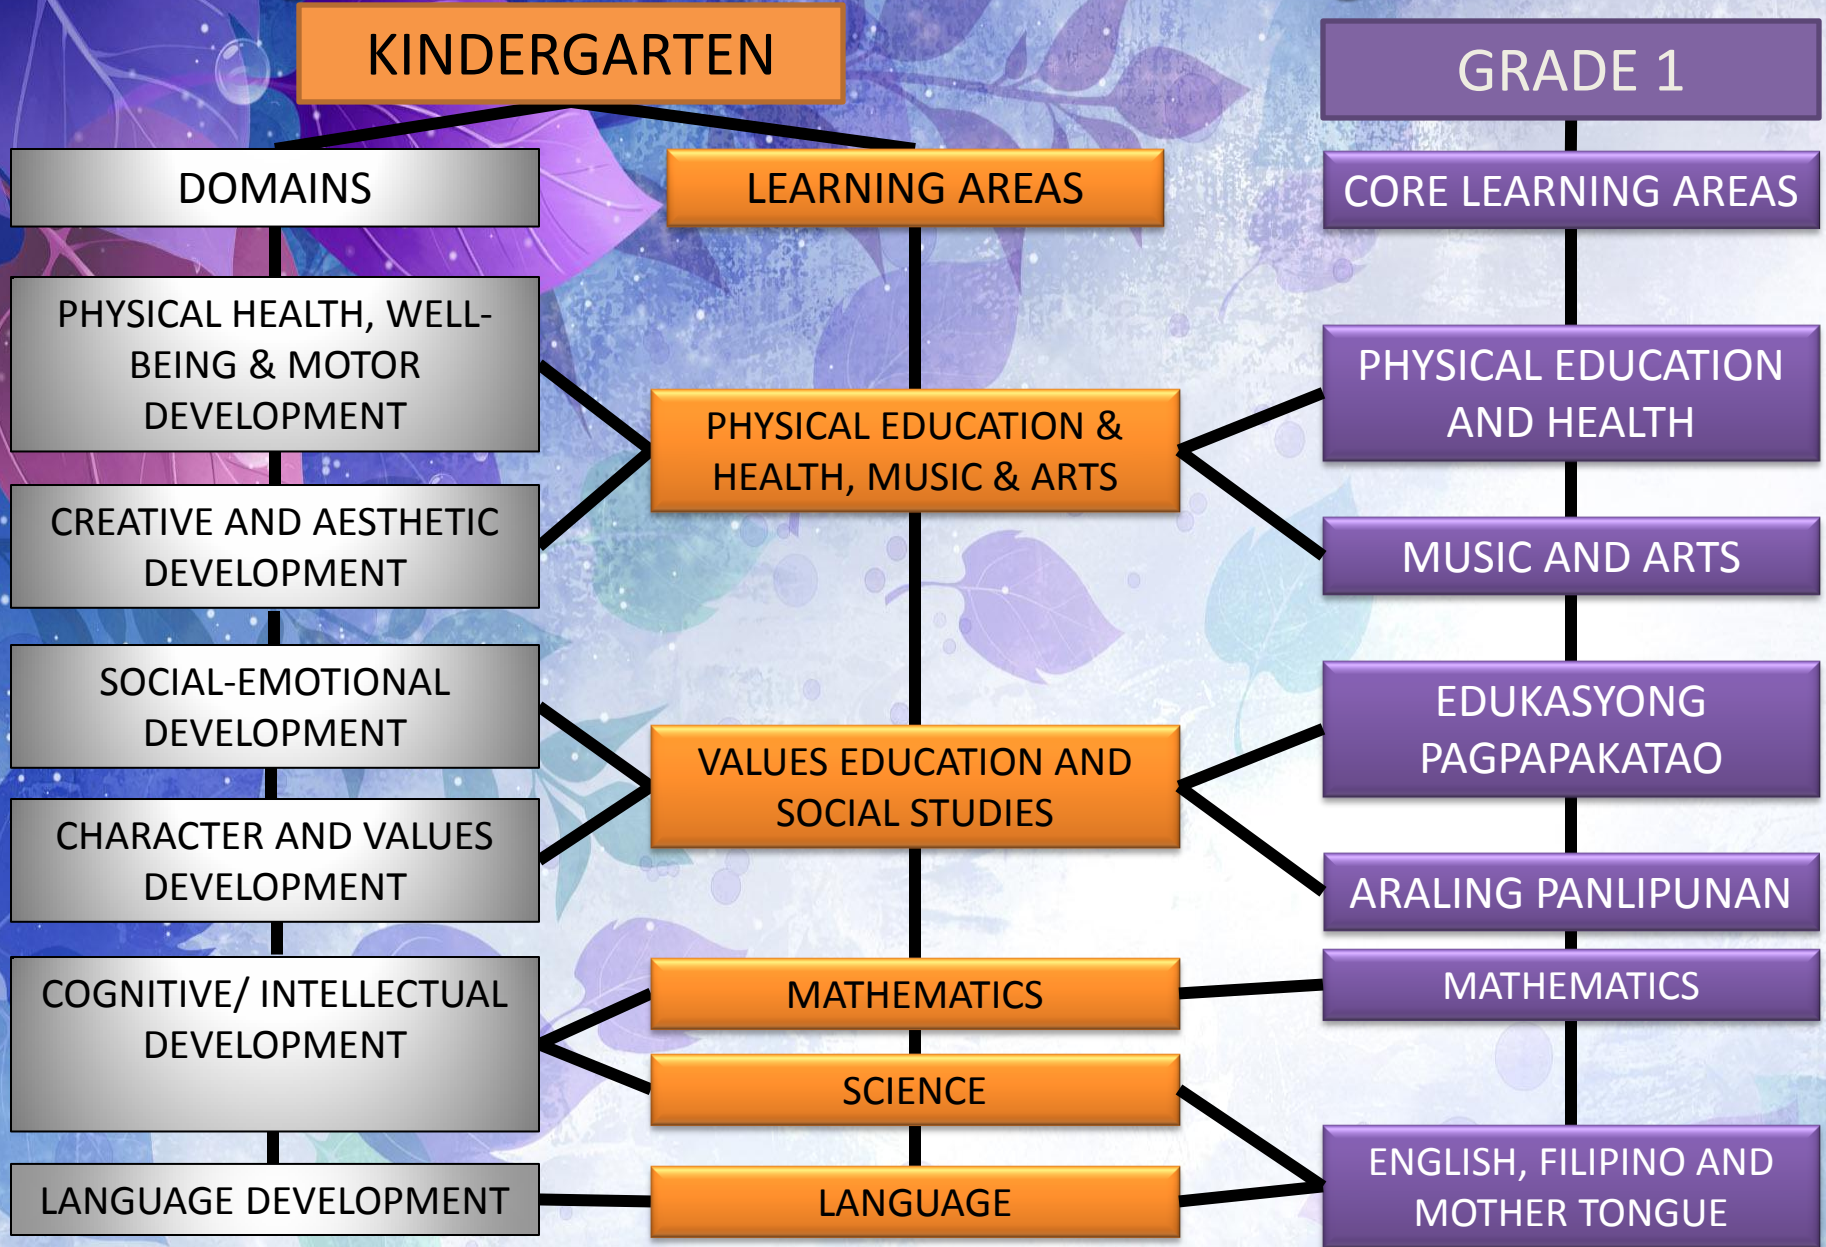 KINDERGARTEN
GRADE 1
DOMAINS
LEARNING AREAS
CORE LEARNING AREAS
PHYSICAL HEALTH, WELL-
BEING & MOTOR
DEVELOPMENT
CREATIVE AND AESTHETIC
DEVELOPMENT
SOCIAL-EMOTIONAL
DEVELOPMENT
CHARACTER AND VALUES
DEVELOPMENT
COGNITIVE/ INTELLECTUAL
DEVELOPMENT
LANGUAGE DEVELOPMENT
PHYSICAL EDUCATION &
HEALTH, MUSIC & ARTS
VALUES EDUCATION AND
SOCIAL STUDIES
MATHEMATICS
SCIENCE
LANGUAGE
PHYSICAL EDUCATION
AND HEALTH
MUSIC AND ARTS
EDUKASYONG
PAGPAPAKATAO
ARALING PANLIPUNAN
MATHEMATICS
ENGLISH, FILIPINO AND
MOTHER TONGUE